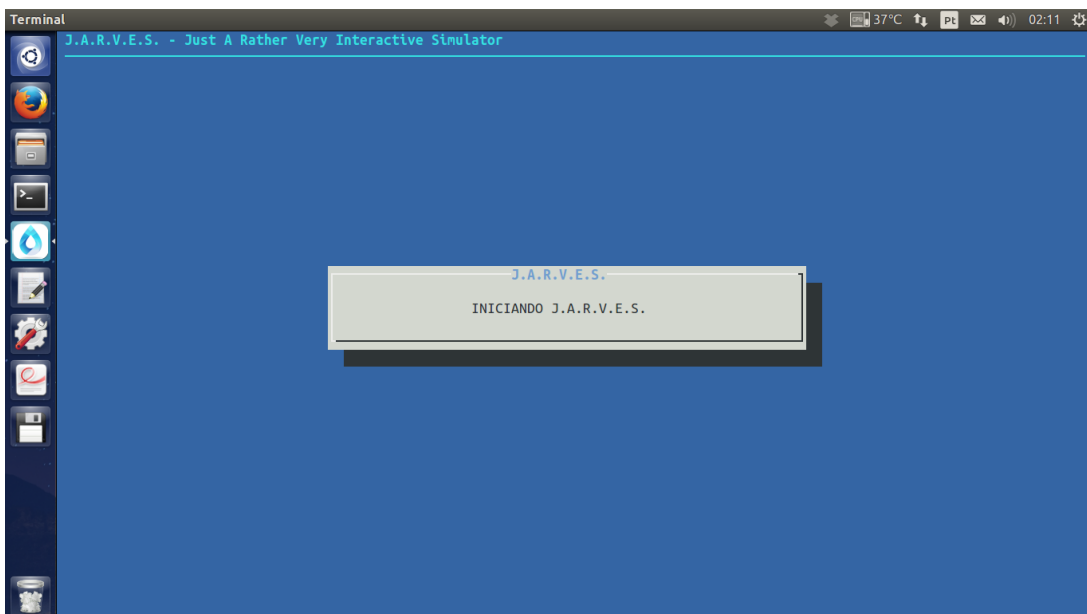 Terminal
37°C Pt 02:11
J.A.R.V.E.S. - Just A Rather Very Interactive Simulator
J.A.R.V.E.S.
INICIANDO J.A.R.V.E.S.